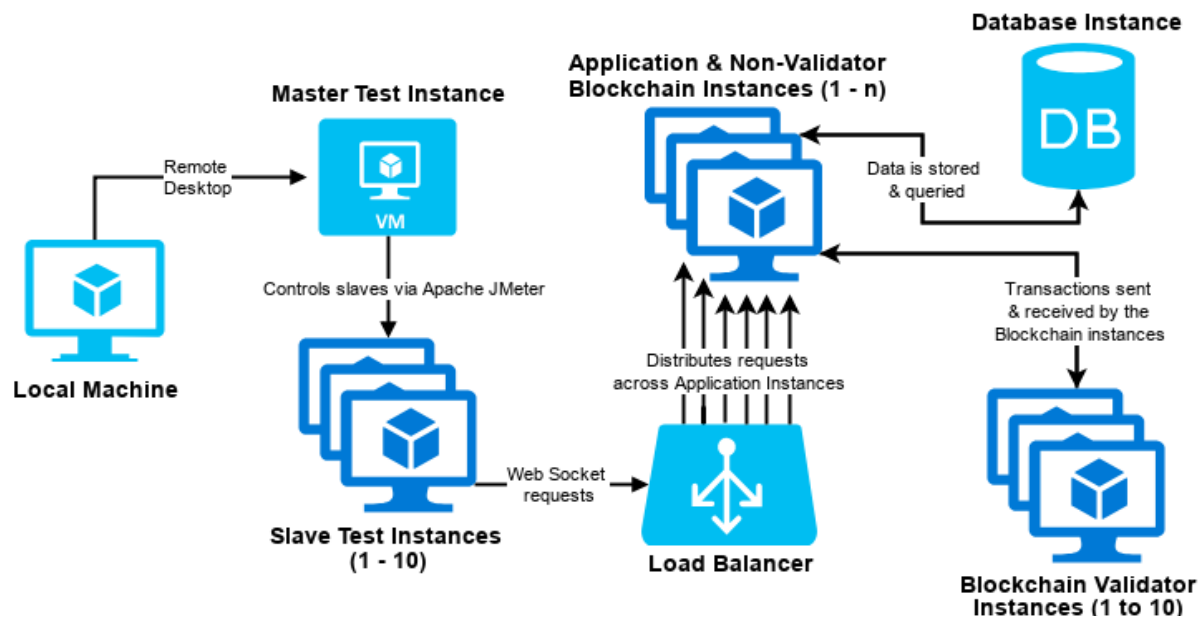 Database Instance
Application & Non-Validator
Blockchain Instances (1 - n)
Master Test Instance
DB
Remote
Desktop
Data is stored
& queried
VM
Controls slaves via Apache JMeter
Transactions sent
& received by the
Blockchain instances
Local Machine
Distributes requests
across Application Instances
Web Socket
requests
Slave Test Instances
(1 - 10)
Load Balancer
Blockchain Validator
Instances (1 to 10)